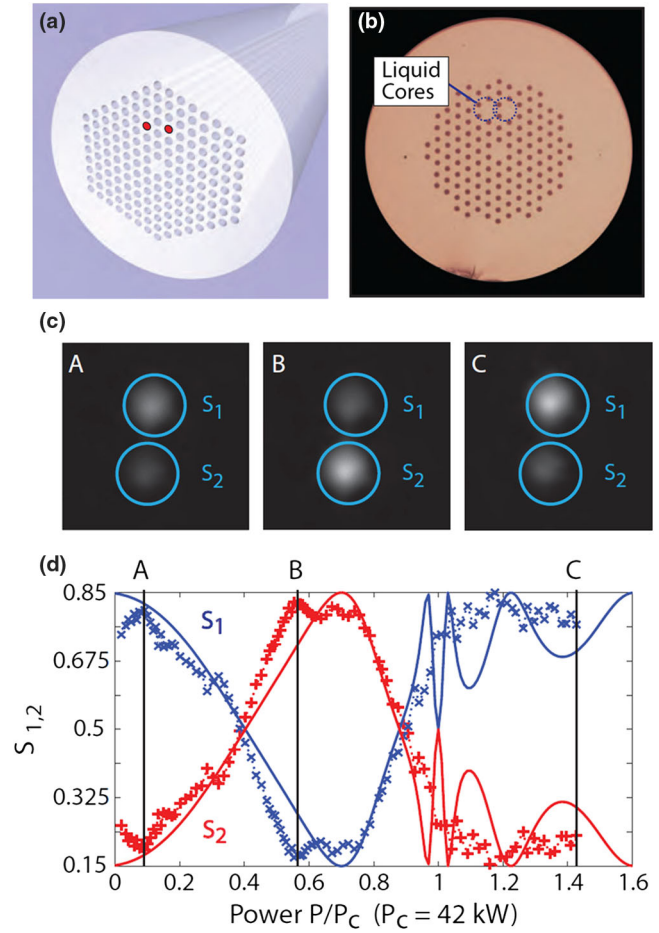 (a)
(b)
Liquid
Cores
(c)
A
S1
S2
B
S1
S2
C
S1
S2
(d)
A
B
C
0.85
0.675
0.5
0.325
0.15
S1,2
S1
S2
0
0.2
0.4
0.6
0.8
1
1.2
1.4
1.6
Power P/PC (PC = 42 kW)